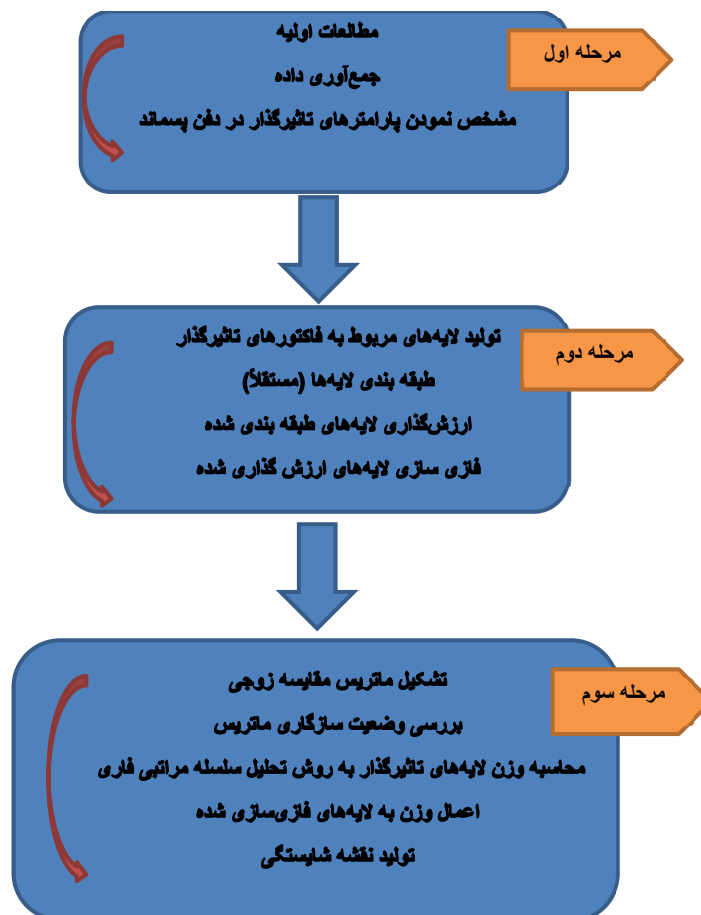 مرحله اول
مطالعات اولیه
جمع‌آوری داده
مشخص نمودن پارامترهای تاثیرگذار در دفن پسماند
مرحله دوم
تولید لایه‌های مربوط به فاکتورهای تاثیرگذار
طبقه بندی لایه‌ها (مستقلاً)
ارزش‌گذاری لایه‌های طبقه بندی شده
فازی سازی لایه‌های ارزش گذاری شده
مرحله سوم
تشکیل ماتریس مقایسه زوجی
بررسی وضعیت سازگاری ماتریس
محاسبه وزن لایه‌های تاثیرگذار به روش تحلیل سلسله مراتبی فاری
اعمال وزن به لایه‌های فازی‌سازی شده
تولید نقشه شایستگی